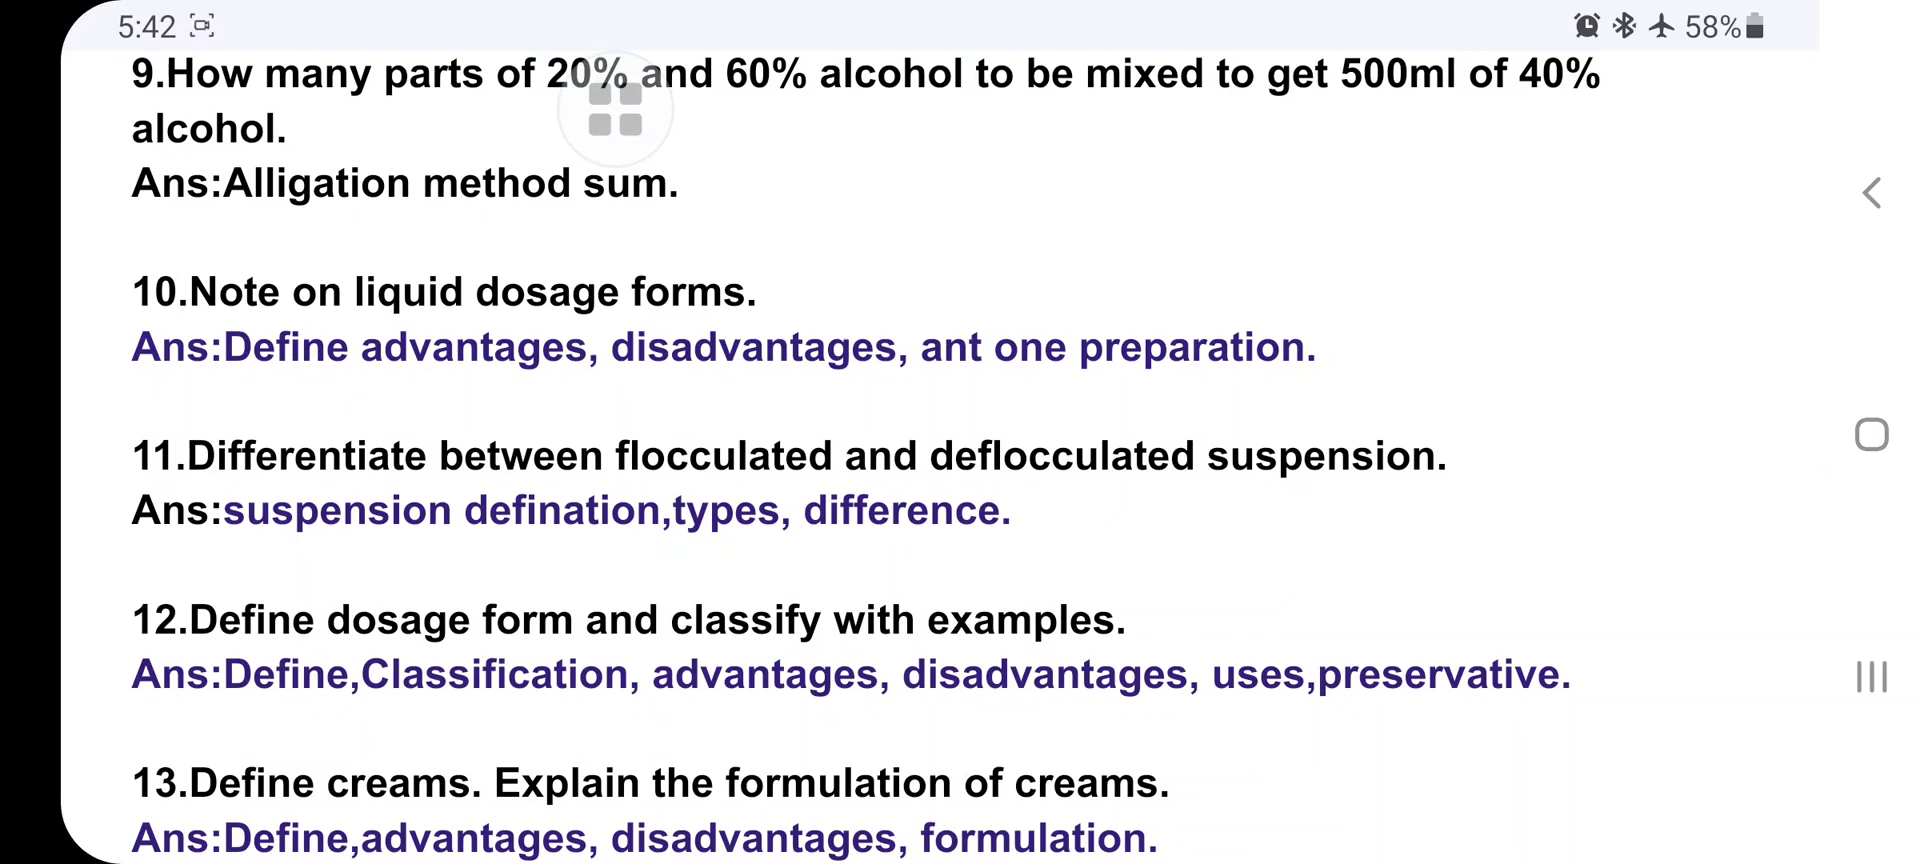 5:42
58%
9.How many parts of 20% and 60% alcohol to be mixed to get 500ml of 40%
alcohol.
Ans:Alligation method sum.
10.Note on liquid dosage forms.
Ans:Define advantages, disadvantages, ant one preparation.
11.Differentiate between flocculated and deflocculated suspension.
Ans:suspension defination,types, difference.
12.Define dosage form and classify with examples.
Ans:Define,Classification, advantages, disadvantages, uses,preservative.
13.Define creams. Explain the formulation of creams.
Ans:Define,advantages, disadvantages, formulation.